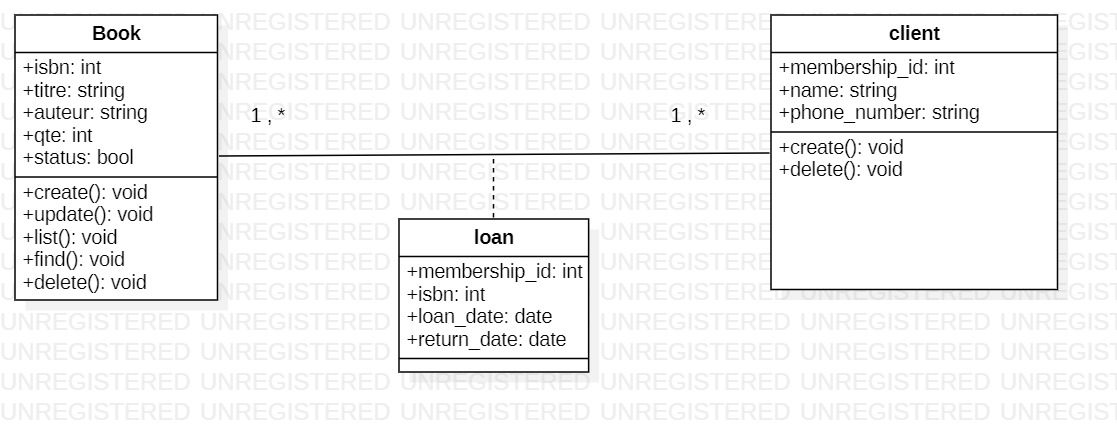 Book
+isbn: int
+titre: string
+auteur: string
+qte: int
+status: bool
+create(): void
+update(): void
+list(): void
+find(): void
+delete(): void
1 , *
1 , *
client
+membership_id: int
+name: string
+phone_number: string
+create(): void
+delete(): void
loan
+membership_id: int
+isbn: int
+loan_date: date
+return_date: date
UNREGISTERED UNREGISTERED UNREGISTERED UNREGISTERED UNREGISTERED